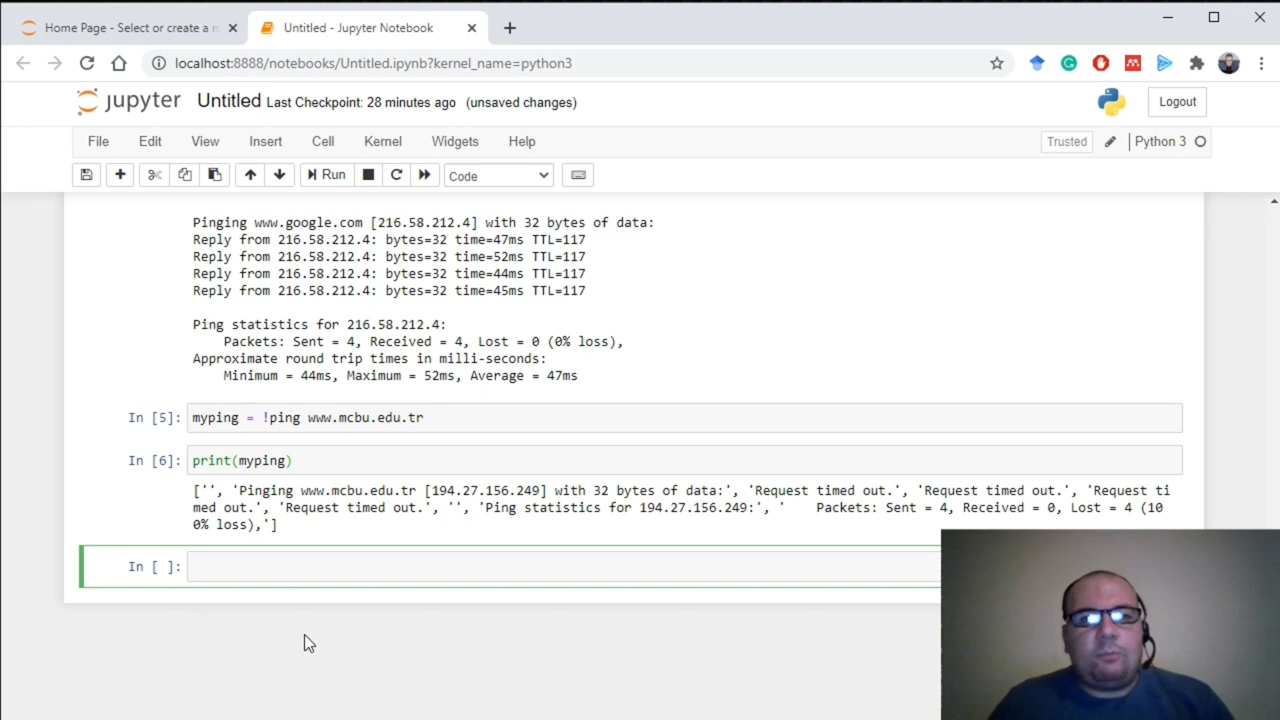 Home Page - Select or create a n
Untitled - Jupyter Notebook
localhost:8888/notebooks/Untitled.ipynb?kernel_name=python3
jupyter Untitled Last Checkpoint: 28 minutes ago (unsaved changes)
Logout
File Edit View Insert Cell Kernel Widgets Help
Trusted Python 3
Run Code
Pinging www.google.com [216.58.212.4] with 32 bytes of data:
Reply from 216.58.212.4: bytes=32 time=47ms TTL=117
Reply from 216.58.212.4: bytes=32 time=52ms TTL=117
Reply from 216.58.212.4: bytes=32 time=44ms TTL=117
Reply from 216.58.212.4: bytes=32 time=45ms TTL=117
Ping statistics for 216.58.212.4:
Packets: Sent = 4, Received = 4, Lost = 0 (0% loss),
Approximate round trip times in milli-seconds:
Minimum = 44ms, Maximum = 52ms, Average = 47ms
In [5]: myping = !ping www.mcbu.edu.tr
In [6]: print(myping)
['', 'Pinging www.mcbu.edu.tr [194.27.156.249] with 32 bytes of data:', 'Request timed out.', 'Request timed out.', 'Request ti
med out.', 'Request timed out.', '', 'Ping statistics for 194.27.156.249:', '    Packets: Sent = 4, Received = 0, Lost = 4 (10
0% loss),']
In [ ]: